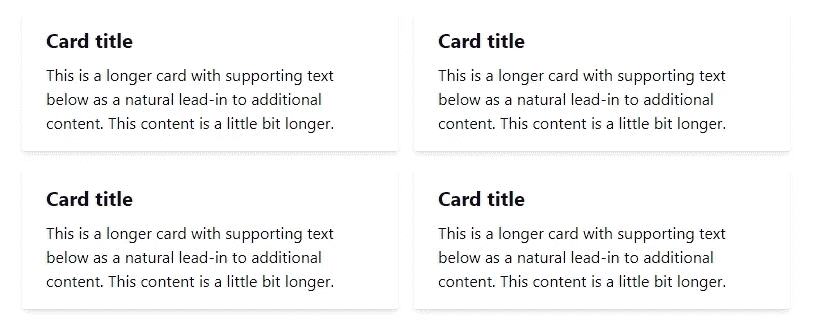 Card title
This is a longer card with supporting text
below as a natural lead-in to additional
content. This content is a little bit longer.
Card title
This is a longer card with supporting text
below as a natural lead-in to additional
content. This content is a little bit longer.
Card title
This is a longer card with supporting text
below as a natural lead-in to additional
content. This content is a little bit longer.
Card title
This is a longer card with supporting text
below as a natural lead-in to additional
content. This content is a little bit longer.